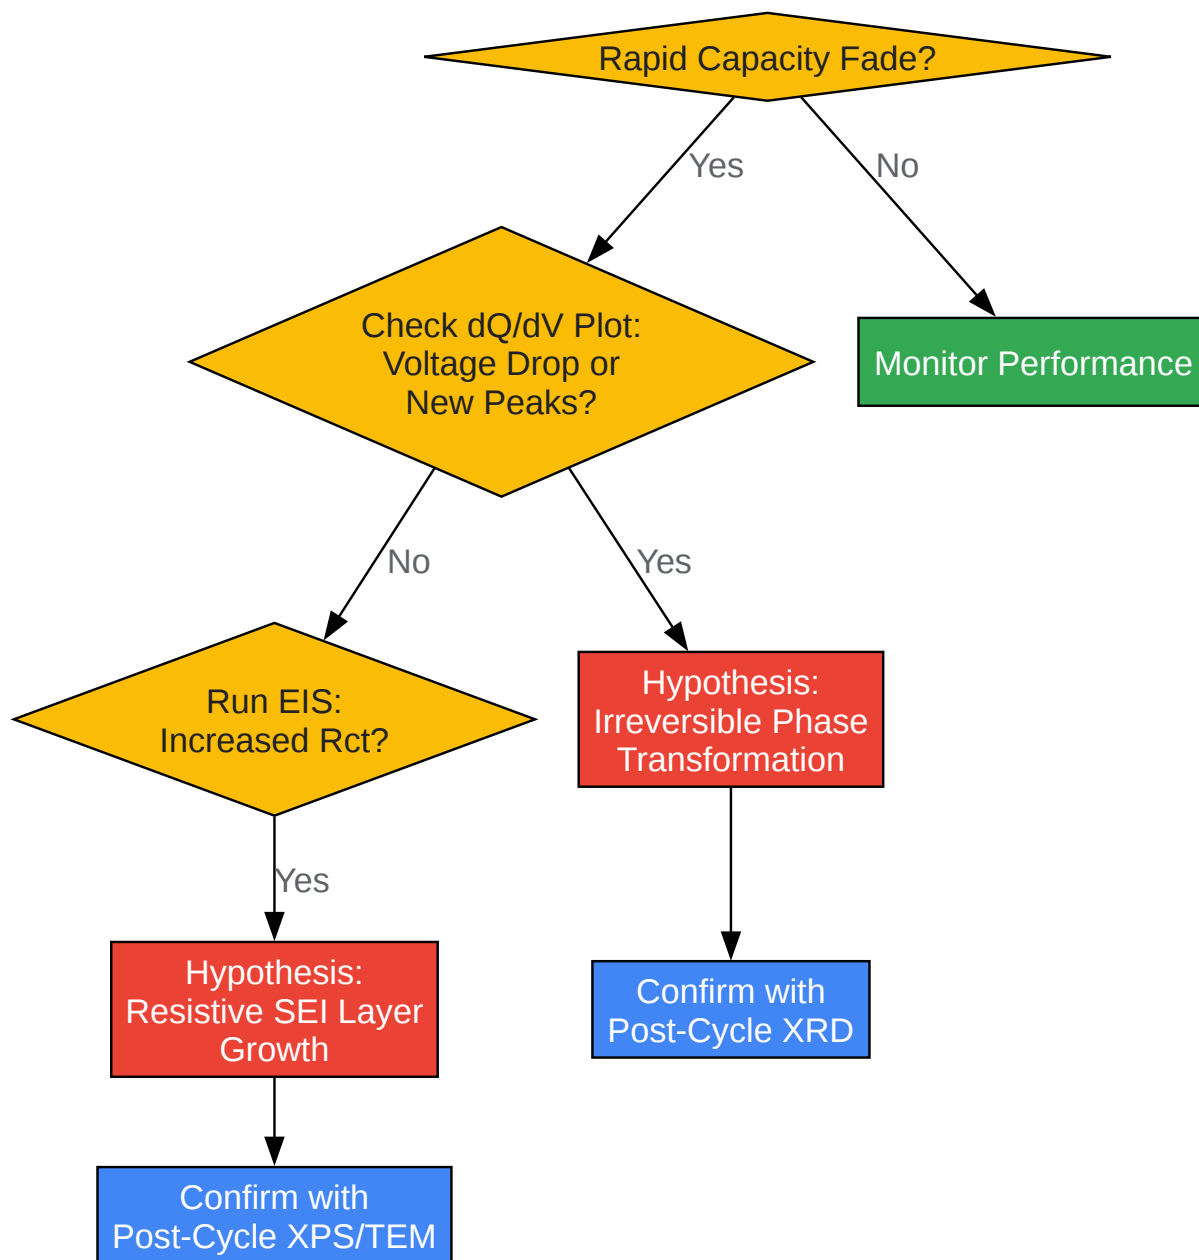 Rapid Capacity Fade?
Yes
No
Check dQ/dV Plot:
Voltage Drop or
New Peaks?
Monitor Performance
No
Yes
Run EIS:
Increased Rct?
Hypothesis:
Irreversible Phase
Transformation
Yes
Hypothesis:
Resistive SEI Layer
Growth
Confirm with
Post-Cycle XRD
Confirm with
Post-Cycle XPS/TEM